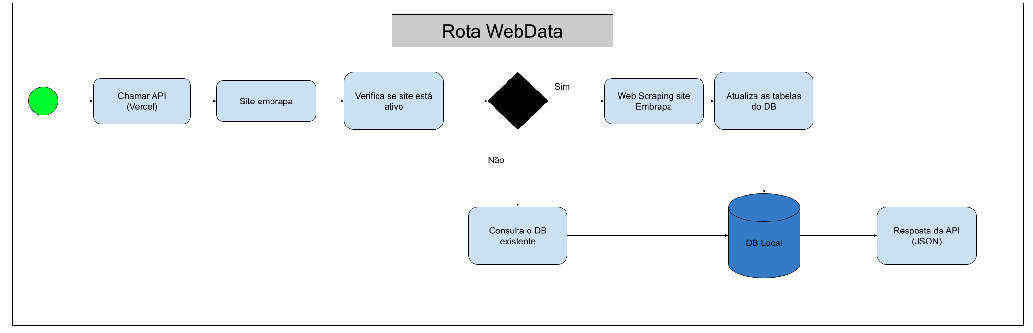 Rota WebData
Chamar API
(Vercel)
Site embrapa
Verifica se site está
ativo
Sim
Web Scraping site
Embrapa
Atualiza as tabelas
do DB
Não
Consulta o DB
existente
DB Local
Resposta da API
(JSON)